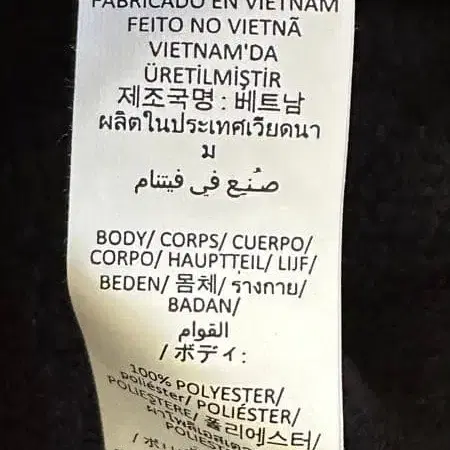 FABRICADO EN VIETNAM
FEITO NO VIETNÃ
VIETNAM'DA
ÜRETİLMİŞTİR
제조국명 : 베트남
ผลิตในประเทศเวียดนา
ม
صُنع في فيتنام
BODY/ CORPS/ CUERPO/
CORPO/ HAUPTTEIL/ LIJF/
BEDEN/ 몸체/ ร่างกาย/
BADAN/
القوام
/ ボディ:
100% POLYESTER/
poliéster/ POLIÉSTER/
POLIESTERE/ 폴리에스터/